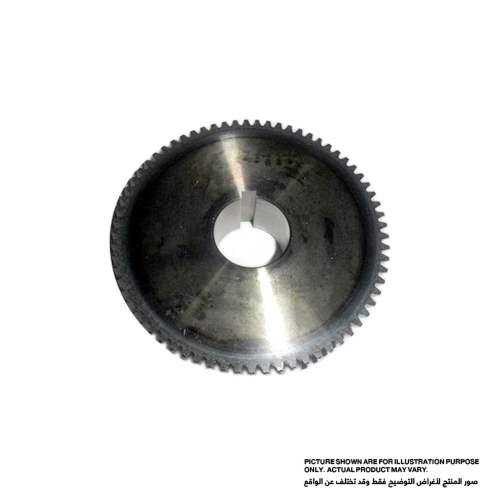 PICTURE SHOWN ARE FOR ILLUSTRATION PURPOSE
ONLY. ACTUAL PRODUCT MAY VARY.
صور المنتج لأغراض التوضيح فقط وقد تختلف عن الواقع